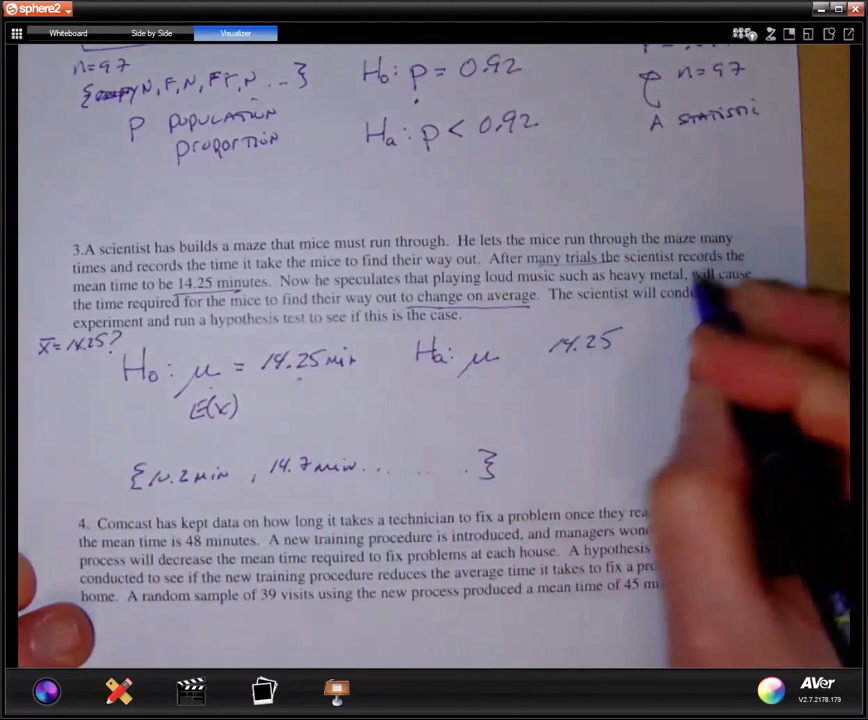 sphere2
Whiteboard Side by Side Visualizer
n=97
{N, F, N, FF, N ... }
P POPULATION
PROPORTION
Ho: p = 0.92
Ha: p < 0.92
n=97
A STATISTIC
3.A scientist has builds a maze that mice must run through. He lets the mice run through the maze many
times and records the time it take the mice to find their way out. After many trials the scientist records the
mean time to be 14.25 minutes. Now he speculates that playing loud music such as heavy metal, will cause
the time required for the mice to find their way out to change on average. The scientist will
experiment and run a hypothesis test to see if this is the case.
x̄=14.25?
Ho: μ = 14.25min Ha: μ 14.25
E(x)
{10.2min, 14.7min. . . . . . }
4. Comcast has kept data on how long it takes a technician to fix a problem once they
the mean time is 48 minutes. A new training procedure is introduced, and managers
process will decrease the mean time required to fix problems at each house. A hypothesis
conducted to see if the new training procedure reduces the average time it takes to fix a
home. A random sample of 39 visits using the new process produced a mean time of 45
AVer
V2.7.2178.179